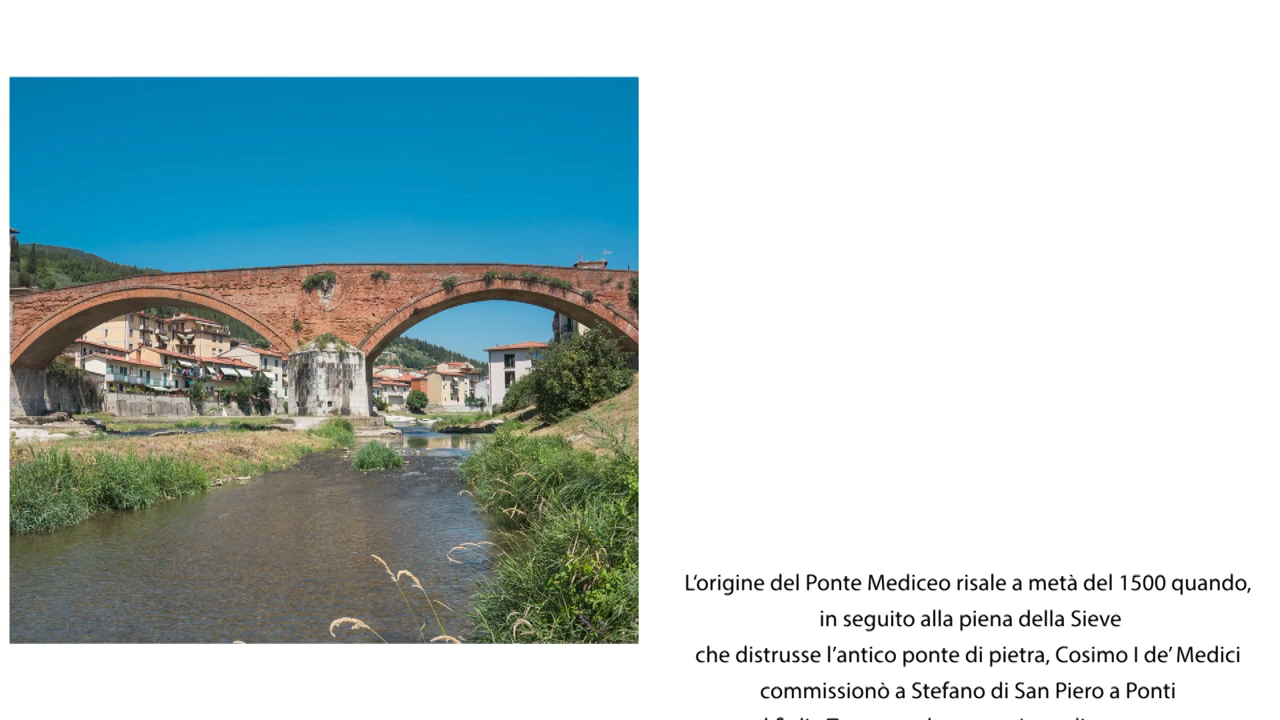 L'origine del Ponte Mediceo risale a metà del 1500 quando,
in seguito alla piena della Sieve
che distrusse l'antico ponte di pietra, Cosimo I de' Medici
commissionò a Stefano di San Piero a Ponti